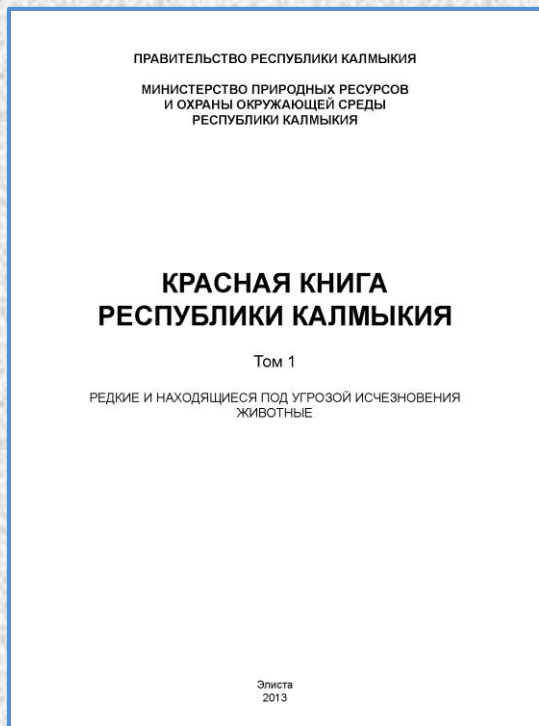 ПРАВИТЕЛЬСТВО РЕСПУБЛИКИ КАЛМЫКИЯ
МИНИСТЕРСТВО ПРИРОДНЫХ РЕСУРСОВ
И ОХРАНЫ ОКРУЖАЮЩЕЙ СРЕДЫ
РЕСПУБЛИКИ КАЛМЫКИЯ
КРАСНАЯ КНИГА
РЕСПУБЛИКИ КАЛМЫКИЯ
Том 1
РЕДКИЕ И НАХОДЯЩИЕСЯ ПОД УГРОЗОЙ ИСЧЕЗНОВЕНИЯ
ЖИВОТНЫЕ
Элиста
2013